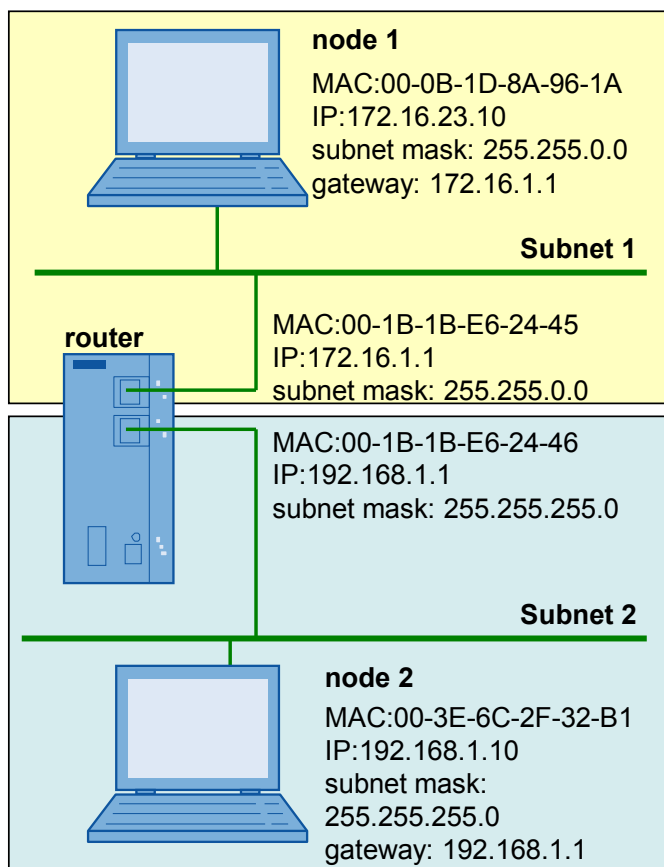 node 1
MAC:00-0B-1D-8A-96-1A
IP:172.16.23.10
subnet mask: 255.255.0.0
gateway: 172.16.1.1
Subnet 1
router
MAC:00-1B-1B-E6-24-45
IP:172.16.1.1
subnet mask: 255.255.0.0
MAC:00-1B-1B-E6-24-46
IP:192.168.1.1
subnet mask: 255.255.255.0
Subnet 2
node 2
MAC:00-3E-6C-2F-32-B1
IP:192.168.1.10
subnet mask:
255.255.255.0
gateway: 192.168.1.1